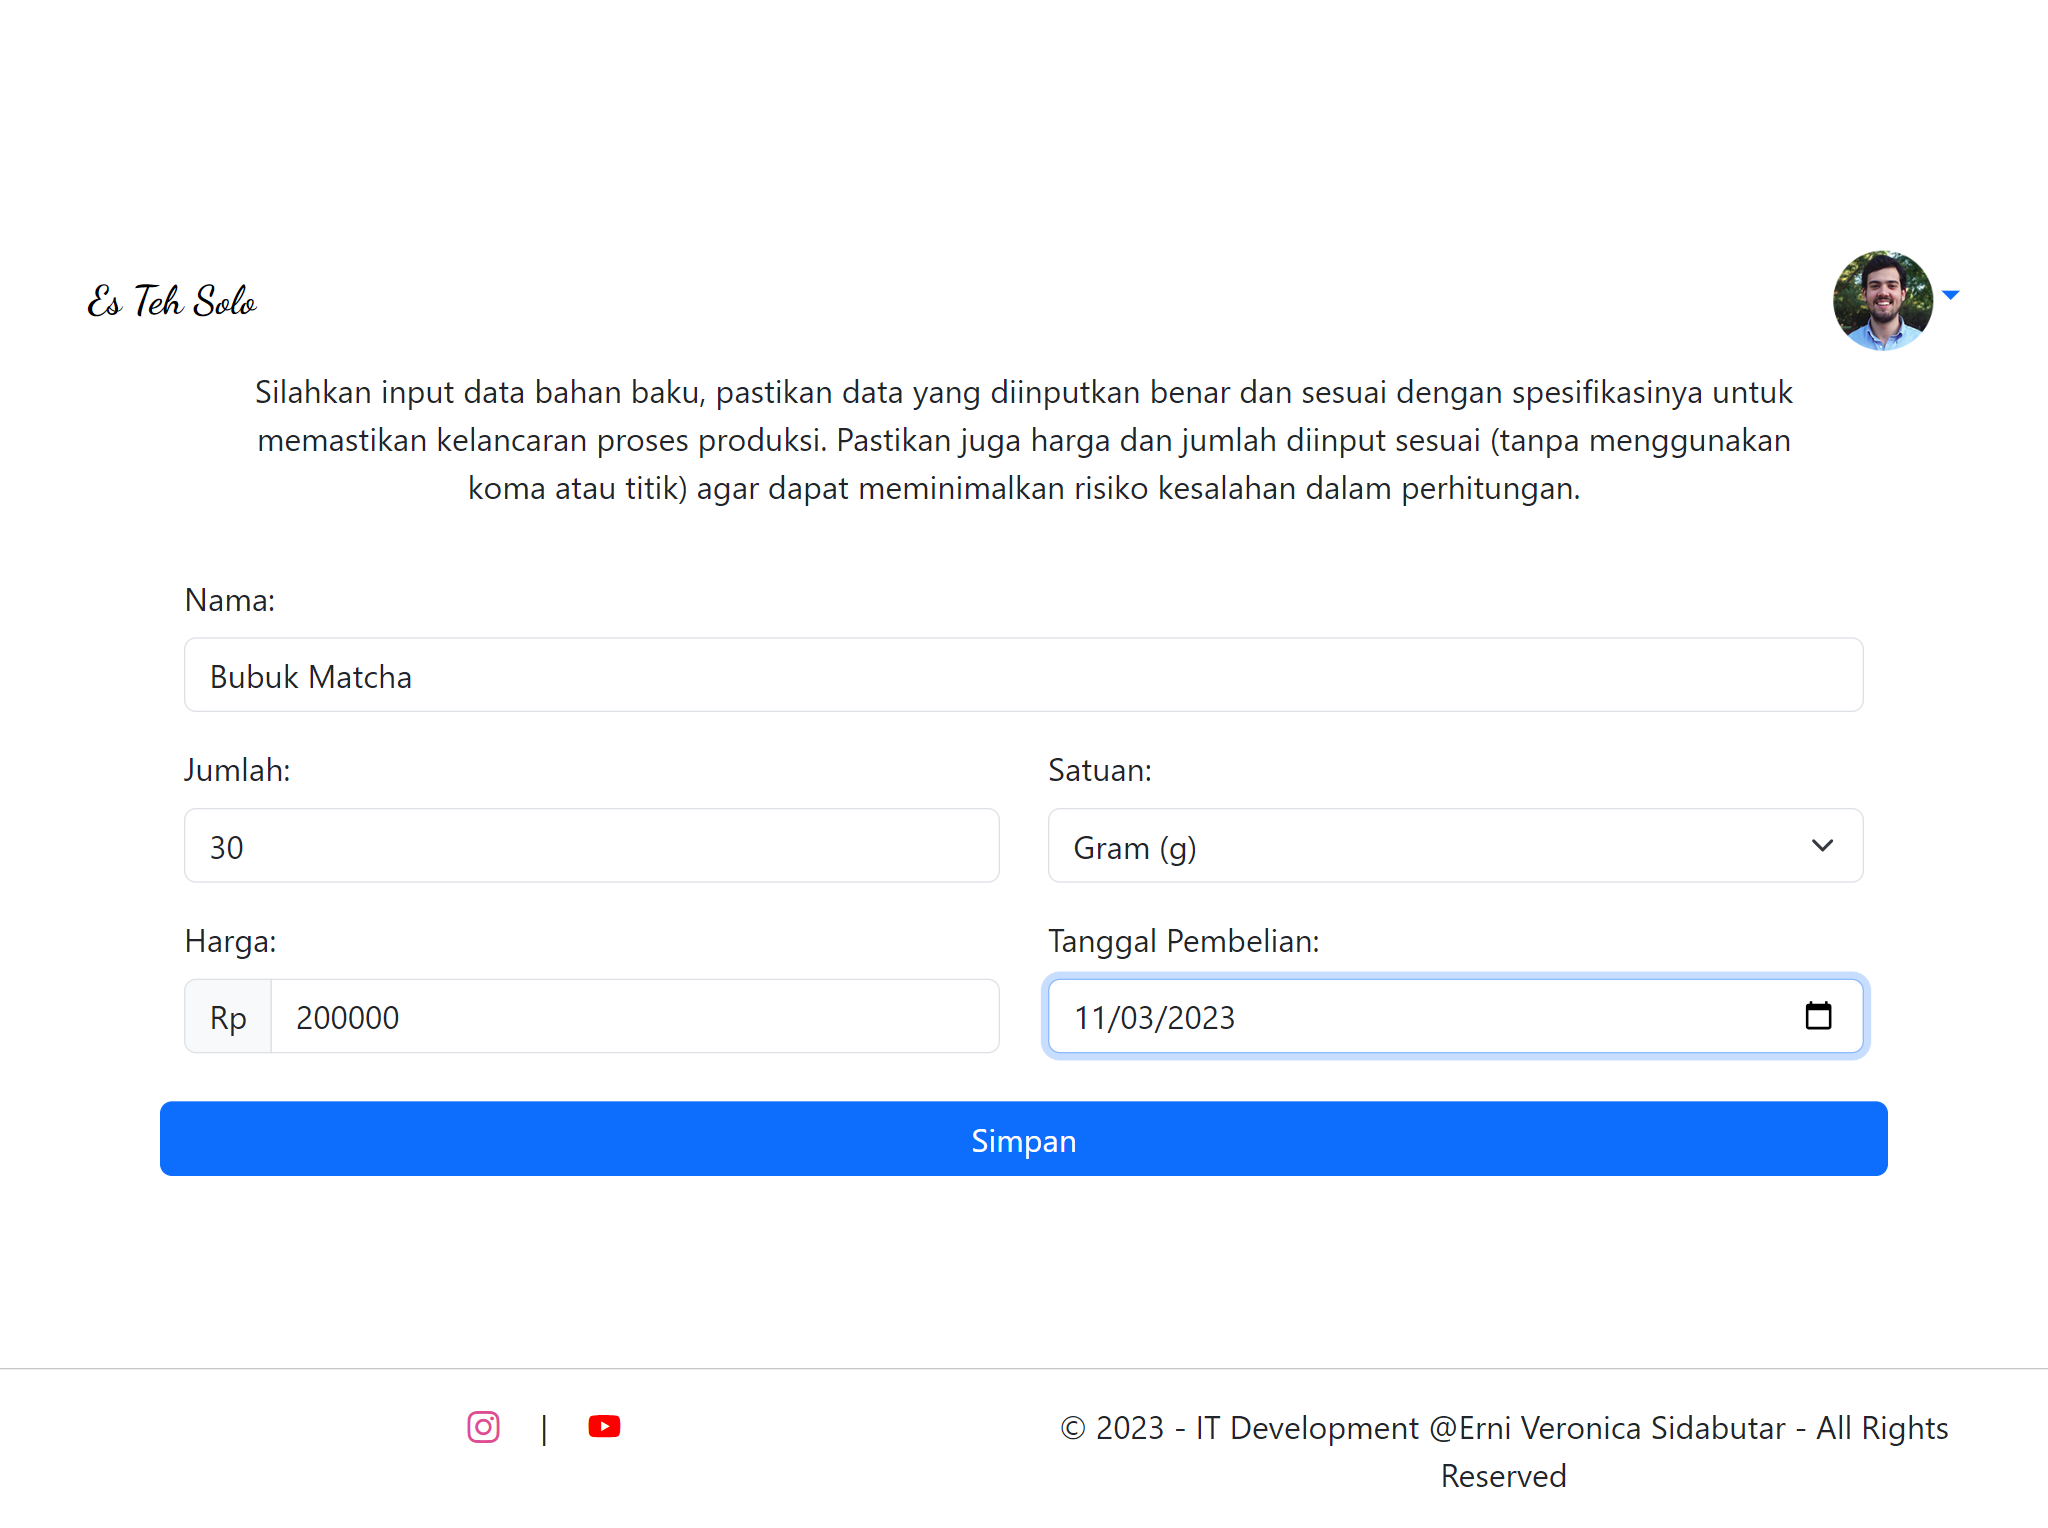 Es Teh Solo
Silahkan input data bahan baku, pastikan data yang diinputkan benar dan sesuai dengan spesifikasinya untuk
memastikan kelancaran proses produksi. Pastikan juga harga dan jumlah diinput sesuai (tanpa menggunakan
koma atau titik) agar dapat meminimalkan risiko kesalahan dalam perhitungan.
Nama:
Bubuk Matcha
Jumlah:
30
Satuan:
Gram (g)
Harga:
Rp 200000
Tanggal Pembelian:
11/03/2023
Simpan
|
© 2023 - IT Development @Erni Veronica Sidabutar - All Rights
Reserved